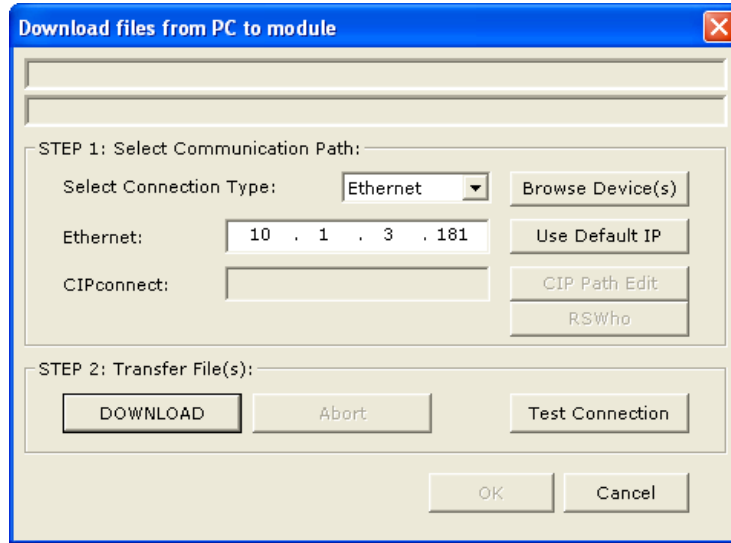 Download files from PC to module
STEP 1: Select Communication Path:
Select Connection Type: Ethernet Browse Device(s)
Ethernet: 10 . 1 . 3 . 181 Use Default IP
CIPconnect: CIP Path Edit
RSWho
STEP 2: Transfer File(s):
DOWNLOAD Abort Test Connection
OK Cancel